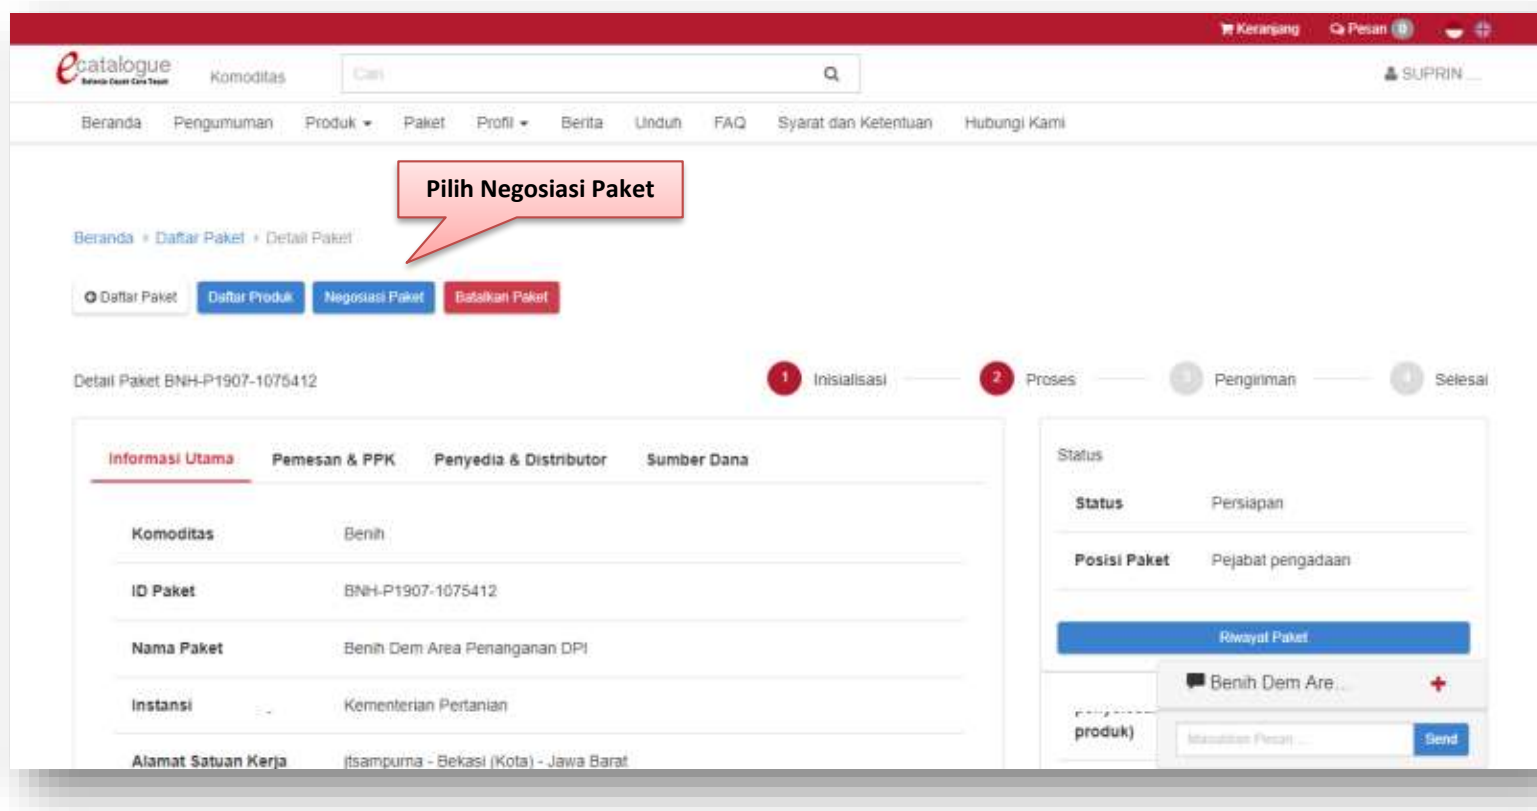 Keranjang Pesan 0
ecatalogue
Komoditas
Cari
SUPRIN ...
Beranda Pengumuman Produk Paket Profil Berita Unduh FAQ Syarat dan Ketentuan Hubungi Kami
Pilih Negosiasi Paket
Beranda Daftar Paket Detail Paket
Daftar Paket Daftar Produk Negosiasi Paket Batalkan Paket
Detail Paket BNH-P1907-1075412
1 Inisialisasi 2 Proses 3 Pengiriman 4 Selesai
Informasi Utama Pemesan & PPK Penyedia & Distributor Sumber Dana
Komoditas Benih
ID Paket BNH-P1907-1075412
Nama Paket Benih Dem Area Penanganan DPI
Instansi Kementerian Pertanian
Alamat Satuan Kerja jtsampurna - Bekasi (Kota) - Jawa Barat
Status
Status Persiapan
Posisi Paket Pejabat pengadaan
Riwayat Paket
Benih Dem Are...
produk)
Masukkan Pesan ...
Send